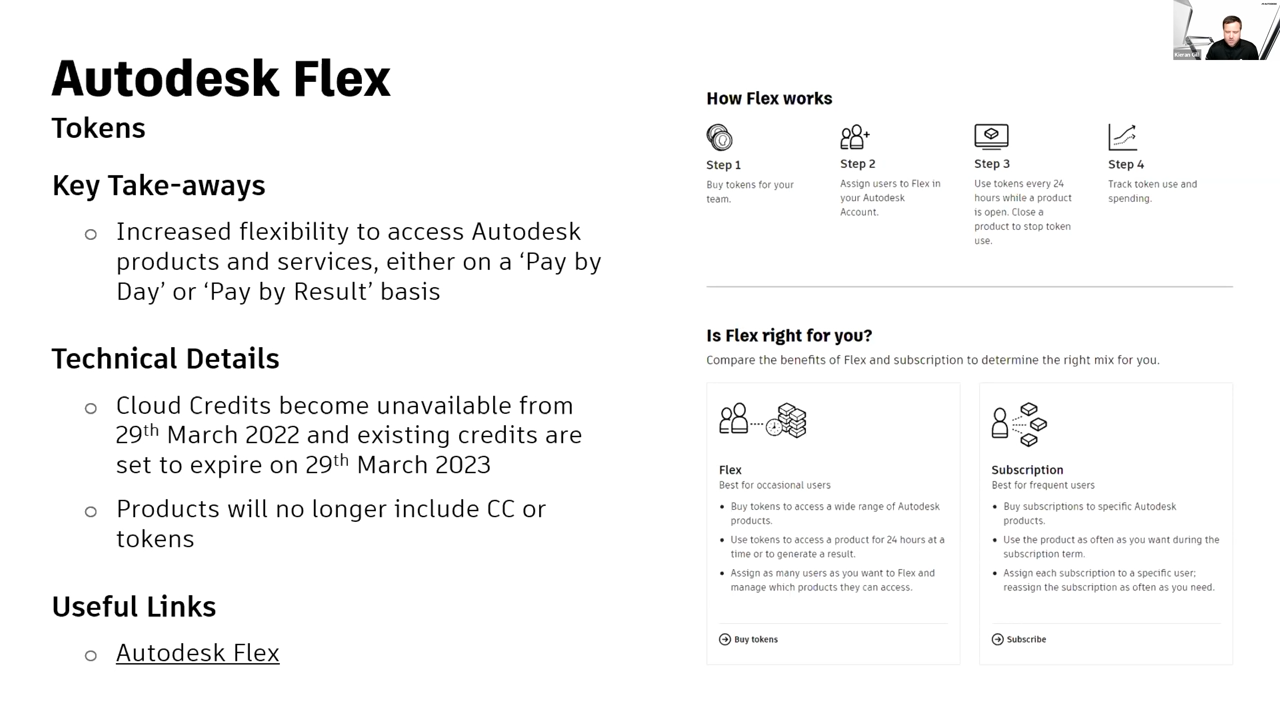 Autodesk Flex
Tokens
Key Take-aways
o Increased flexibility to access Autodesk
products and services, either on a ‘Pay by
Day’ or ‘Pay by Result’ basis
Technical Details
o Cloud Credits become unavailable from
29th March 2022 and existing credits are
set to expire on 29th March 2023
o Products will no longer include CC or
tokens
Useful Links
o Autodesk Flex
How Flex works
Step 1
Buy tokens for your
team.
Step 2
Assign users to Flex in
your Autodesk
Account.
Step 3
Use tokens every 24
hours while a product
is open. Close a
product to stop token
use.
Step 4
Track token use and
spending.
Is Flex right for you?
Compare the benefits of Flex and subscription to determine the right mix for you.
Flex
Best for occasional users
• Buy tokens to access a wide range of Autodesk
products.
• Use tokens to access a product for 24 hours at a
time or to generate a result.
• Assign as many users as you want to Flex and
manage which products they can access.
Buy tokens
Subscription
Best for frequent users
• Buy subscriptions to specific Autodesk
products.
• Use the product as often as you want during the
subscription term.
• Assign each subscription to a specific user;
reassign the subscription as often as you need.
Subscribe
Kieran